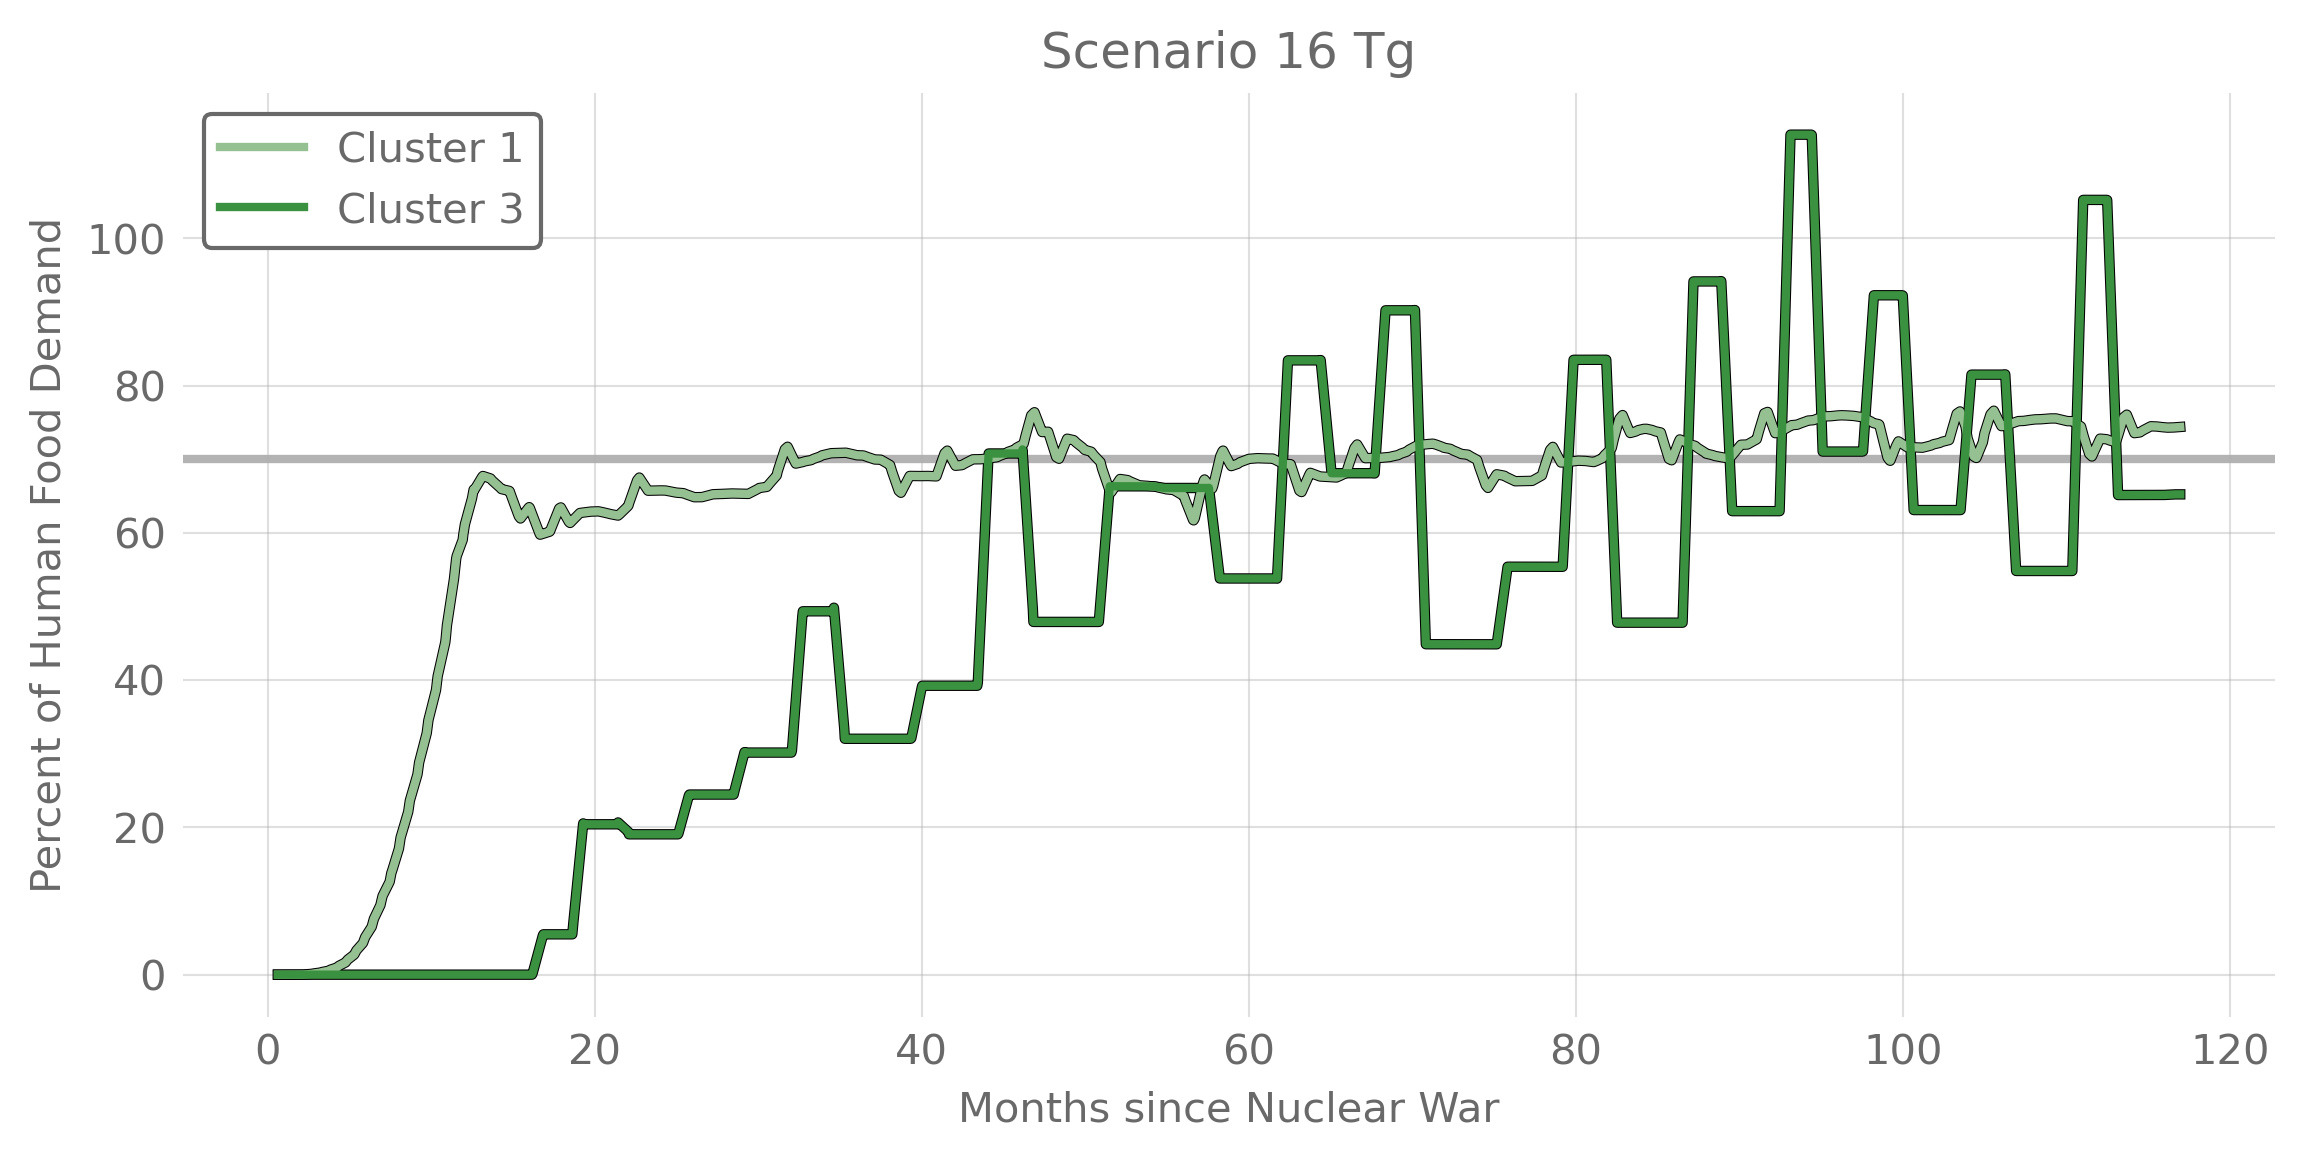 Scenario 16 Tg
Cluster 1
Cluster 3
Percent of Human Food Demand
100
80
60
40
20
0
0 20 40 60 80 100 120
Months since Nuclear War